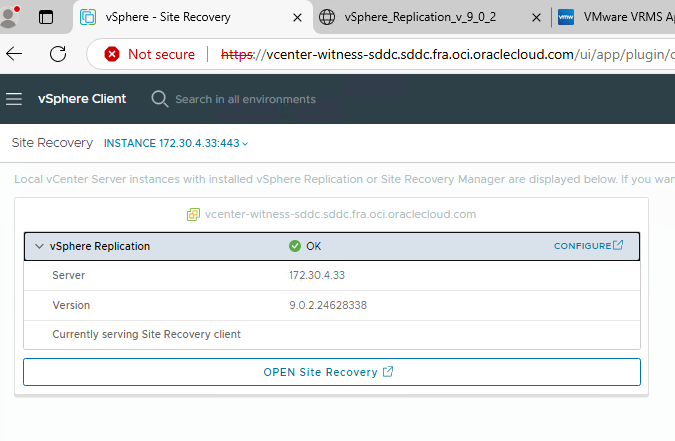 vSphere - Site Recovery
vSphere_Replication_v_9_0_2
vmw
VMware VRMS Ap
Not secure
https://vcenter-witness-sddc.sddc.fra.oci.oraclecloud.com/ui/app/plugin/c
vSphere Client
Search in all environments
Site Recovery
INSTANCE 172.30.4.33:443
Local vCenter Server instances with installed vSphere Replication or Site Recovery Manager are displayed below. If you wan
vcenter-witness-sddc.sddc.fra.oci.oraclecloud.com
vSphere Replication
OK
CONFIGURE
Server
172.30.4.33
Version
9.0.2.24628338
Currently serving Site Recovery client
OPEN Site Recovery